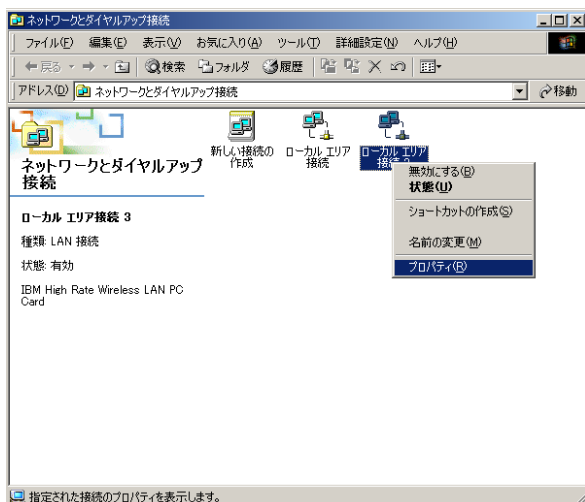 ネットワークとダイヤルアップ接続
ファイル(F) 編集(E) 表示(V) お気に入り(A) ツール(T) 詳細設定(N) ヘルプ(H)
戻る 検索 フォルダ 履歴
アドレス(D) ネットワークとダイヤルアップ接続 移動
新しい接続の
作成
ローカル エリア
接続
ローカル エリア
ネットワークとダイヤルアップ
接続
ローカル エリア接続 3
種類: LAN 接続
状態: 有効
IBM High Rate Wireless LAN PC
Card
無効にする(B)
状態(U)
ショートカットの作成(S)
名前の変更(M)
プロパティ(R)
指定された接続のプロパティを表示します。